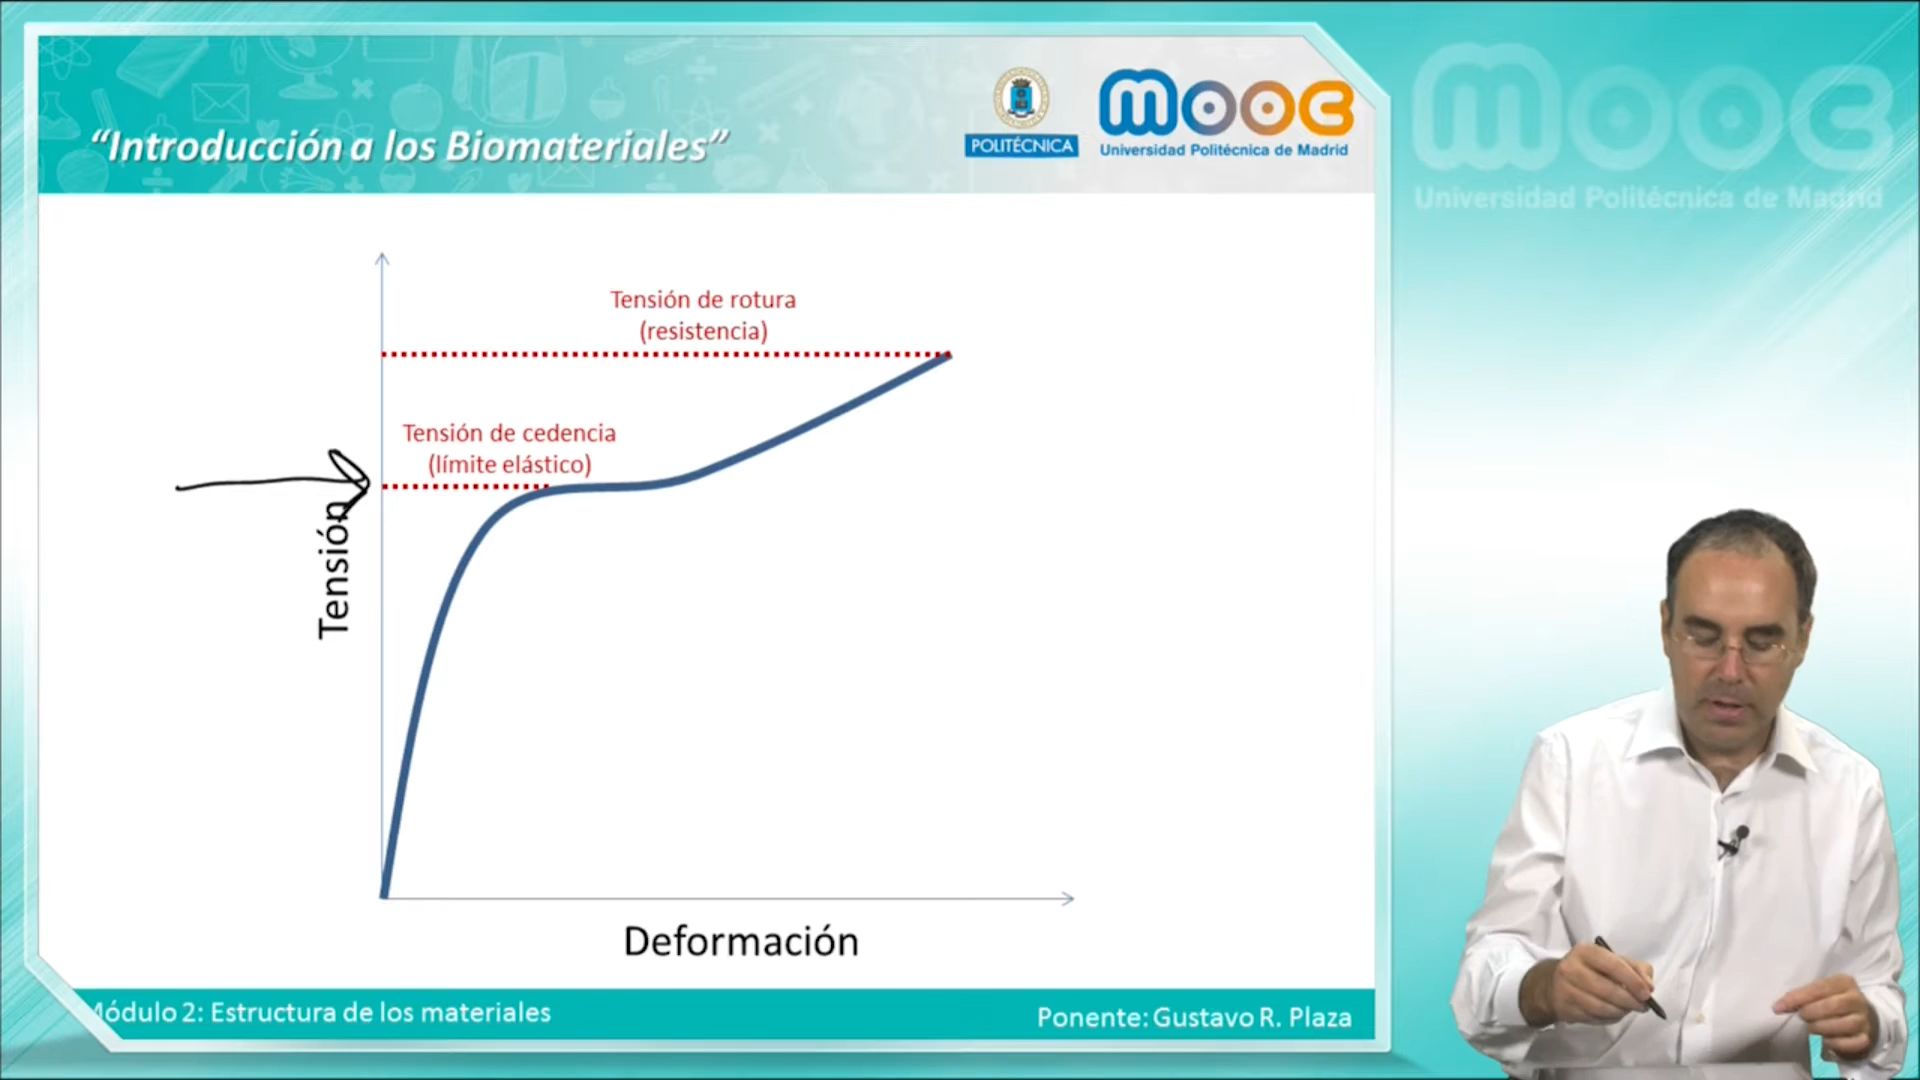 “Introducción a los Biomateriales”
POLITÉCNICA
mooc
Universidad Politécnica de Madrid
mooc
Universidad Politécnica de Madrid
Tensión de rotura
(resistencia)
Tensión de cedencia
(límite elástico)
Tensión
Deformación
Módulo 2: Estructura de los materiales
Ponente: Gustavo R. Plaza